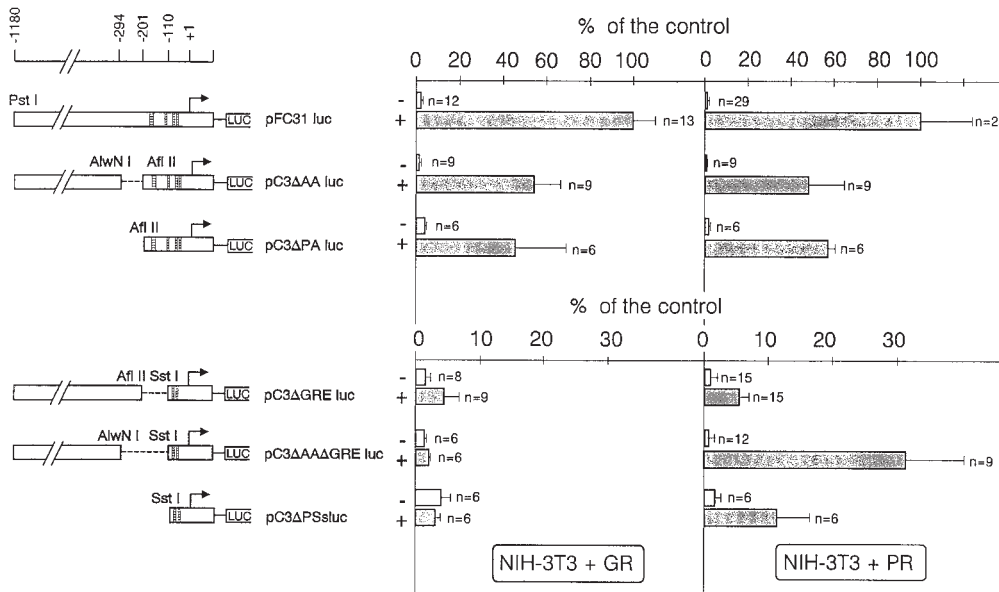 -1180
-294
-201
-110
+1
% of the control
0 20 40 60 80 100
0 20 40 60 80 100
Pst I
LUC pFC31 luc
-
+
n=12
n=13
n=29
n=2
AlwN I Afl II
LUC pC3ΔAA luc
-
+
n=9
n=9
n=9
n=9
Afl II
LUC pC3ΔPA luc
-
+
n=6
n=6
n=6
n=6
% of the control
% of the control
0 10 20 30
0 10 20 30
Afl II Sst I
LUC pC3ΔGRE luc
-
+
n=8
n=9
n=15
n=15
AlwN I Sst I
LUC pC3ΔAAΔGRE luc
-
+
n=6
n=6
n=12
n=9
Sst I
LUC pC3ΔPSsluc
-
+
n=6
n=6
n=6
n=6
NIH-3T3 + GR
NIH-3T3 + PR